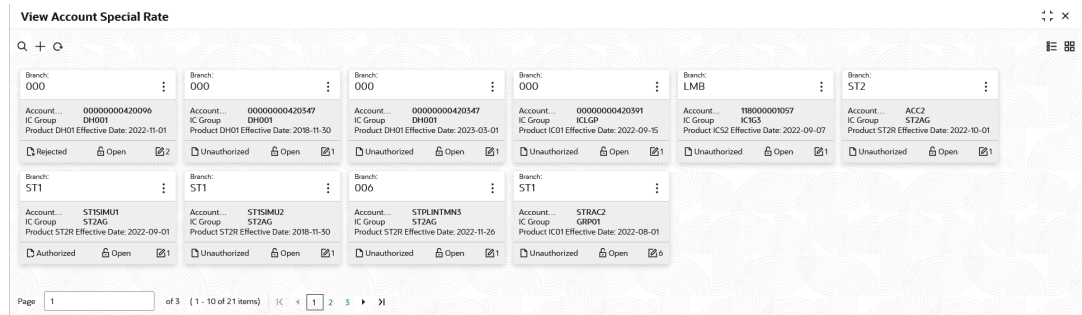 View Account Special Rate
Branch:
000
Account... 00000000420096
IC Group DH001
Product DH01 Effective Date: 2022-11-01
Rejected Open 2
Branch:
000
Account... 00000000420347
IC Group DH001
Product DH01 Effective Date: 2018-11-30
Unauthorized Open 1
Branch:
000
Account... 00000000420347
IC Group DH001
Product DH01 Effective Date: 2023-03-01
Unauthorized Open 1
Branch:
000
Account... 00000000420391
IC Group ICLGP
Product IC01 Effective Date: 2022-09-15
Unauthorized Open 1
Branch:
LMB
Account... 118000001057
IC Group IC1G3
Product ICS2 Effective Date: 2022-09-07
Unauthorized Open 1
Branch:
ST2
Account... ACC2
IC Group ST2AG
Product ST2R Effective Date: 2022-10-01
Unauthorized Open 1
Branch:
ST1
Account... ST1SIMU1
IC Group ST2AG
Product ST2R Effective Date: 2022-09-01
Authorized Open 1
Branch:
ST1
Account... ST1SIMU2
IC Group ST2AG
Product ST2R Effective Date: 2018-11-30
Unauthorized Open 1
Branch:
006
Account... STPLINTMN3
IC Group ST2AG
Product ST2R Effective Date: 2022-11-26
Unauthorized Open 1
Branch:
ST1
Account... STRAC2
IC Group GRP01
Product IC01 Effective Date: 2022-08-01
Unauthorized Open 6
Page 1 of 3 ( 1 - 10 of 21 items) 1 2 3